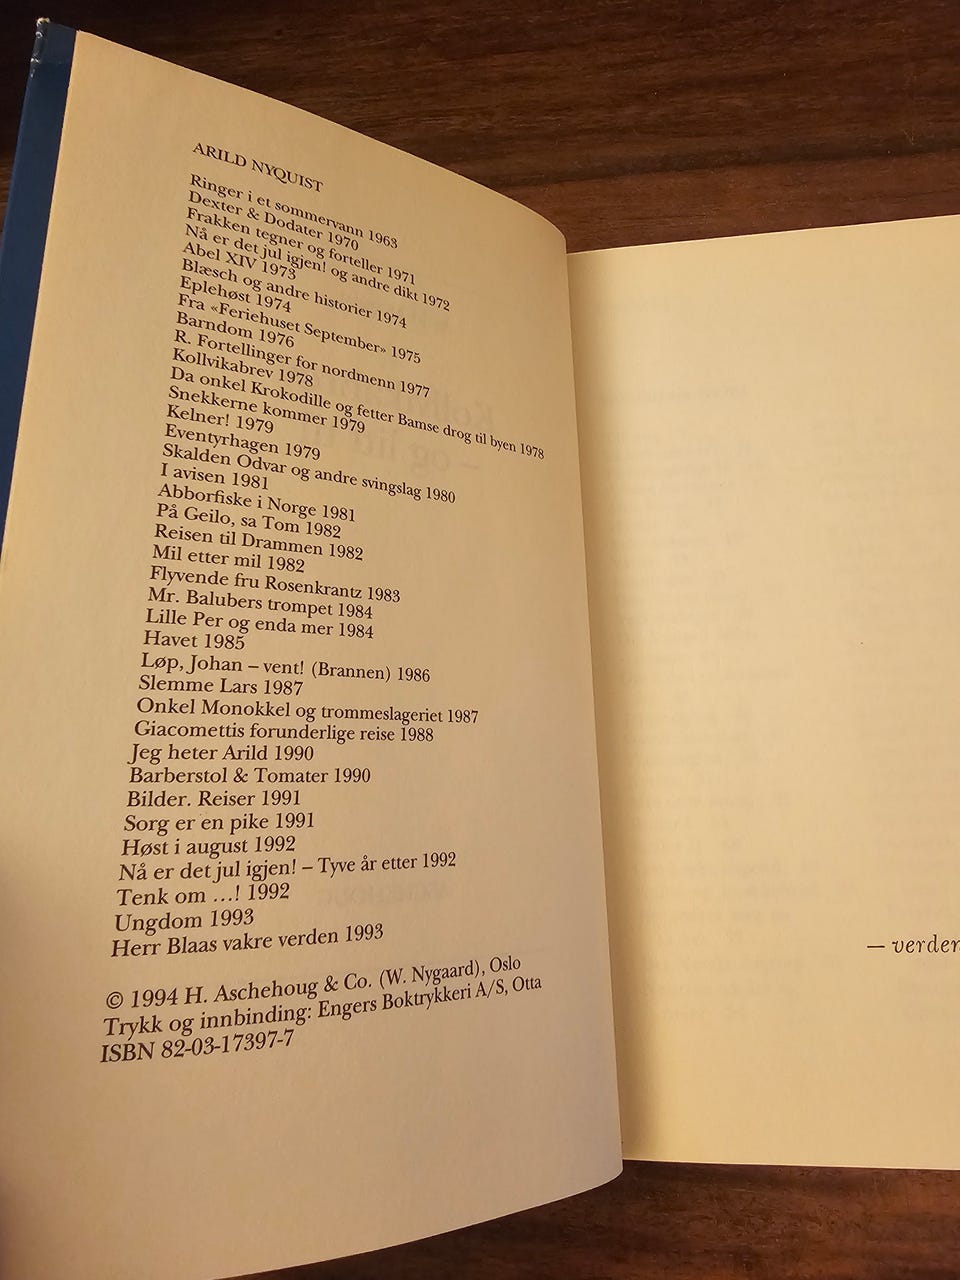 ARILD NYQUIST
Ringer i et sommervann 1963
Dexter & Dodater 1970
Frakken tegner og forteller 1971
Nå er det jul igjen! og andre dikt 1972
Abel XIV 1973
Blæsch og andre historier 1974
Eplehøst 1974
Fra «Feriehuset September» 1975
Barndom 1976
R. Fortellinger for nordmenn 1977
Kollvikabrev 1978
Da onkel Krokodille og fetter Bamse drog til byen 1978
Snekkerne kommer 1979
Kelner! 1979
Eventyrhagen 1979
Skalden Odvar og andre svingslag 1980
I avisen 1981
Abborfiske i Norge 1981
På Geilo, sa Tom 1982
Reisen til Drammen 1982
Mil etter mil 1982
Flyvende fru Rosenkrantz 1983
Mr. Balubers trompet 1984
Lille Per og enda mer 1984
Havet 1985
Løp, Johan – vent! (Brannen) 1986
Slemme Lars 1987
Onkel Monokkel og trommeslageriet 1987
Giacomettis forunderlige reise 1988
Jeg heter Arild 1990
Barberstol & Tomater 1990
Bilder. Reiser 1991
Sorg er en pike 1991
Høst i august 1992
Nå er det jul igjen! – Tyve år etter 1992
Tenk om ...! 1992
Ungdom 1993
Herr Blaas vakre verden 1993
© 1994 H. Aschehoug & Co. (W. Nygaard), Oslo
Trykk og innbinding: Engers Boktrykkeri A/S, Otta
ISBN 82-03-17397-7
– verden